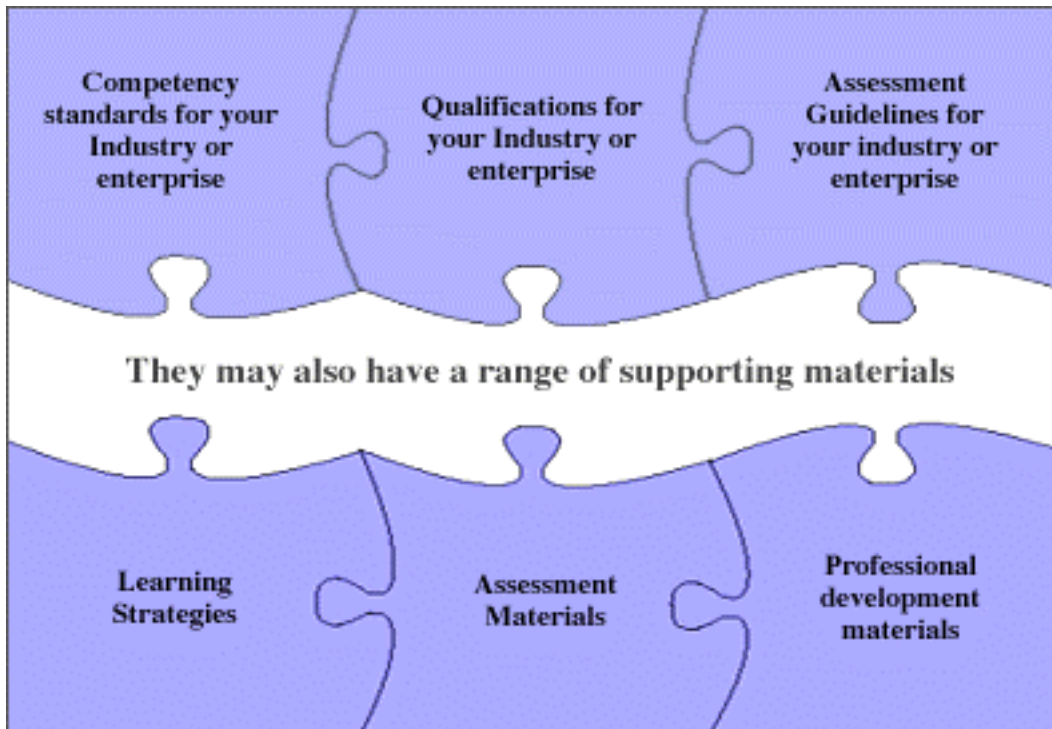 Competency
standards for your
Industry or
enterprise
Qualifications for
your Industry or
enterprise
Assessment
Guidelines for
your industry or
enterprise
They may also have a range of supporting materials
Learning
Strategies
Assessment
Materials
Professional
development
materials